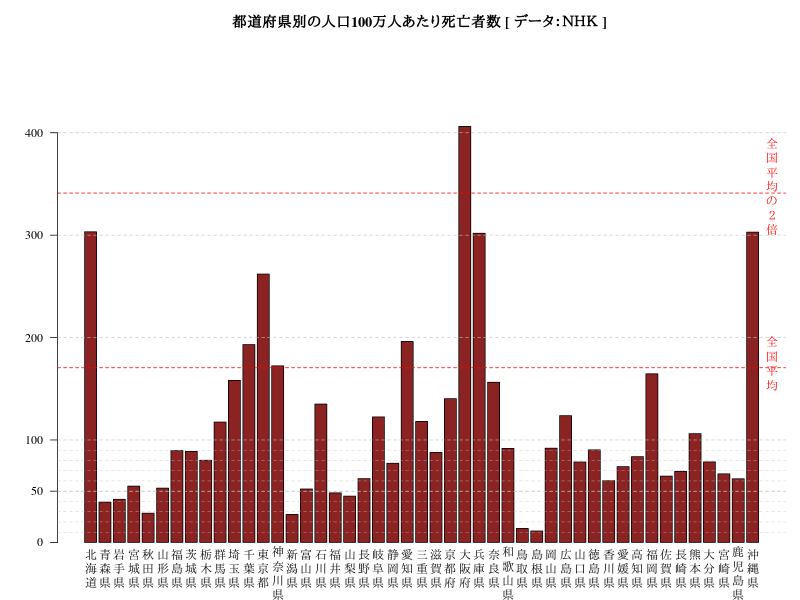 都道府県別の人口100万人あたり死亡者数 [ データ：NHK ]
400
300
200
100
50
0
全国平均の2倍
全国平均
北海道
青森県
岩手県
宮城県
秋田県
山形県
福島県
茨城県
栃木県
群馬県
埼玉県
千葉県
東京都
神奈川県
新潟県
富山県
石川県
福井県
山梨県
長野県
岐阜県
静岡県
愛知県
三重県
滋賀県
京都府
大阪府
兵庫県
奈良県
和歌山県
鳥取県
島根県
岡山県
広島県
山口県
徳島県
香川県
愛媛県
高知県
福岡県
佐賀県
長崎県
熊本県
大分県
宮崎県
鹿児島県
沖縄県